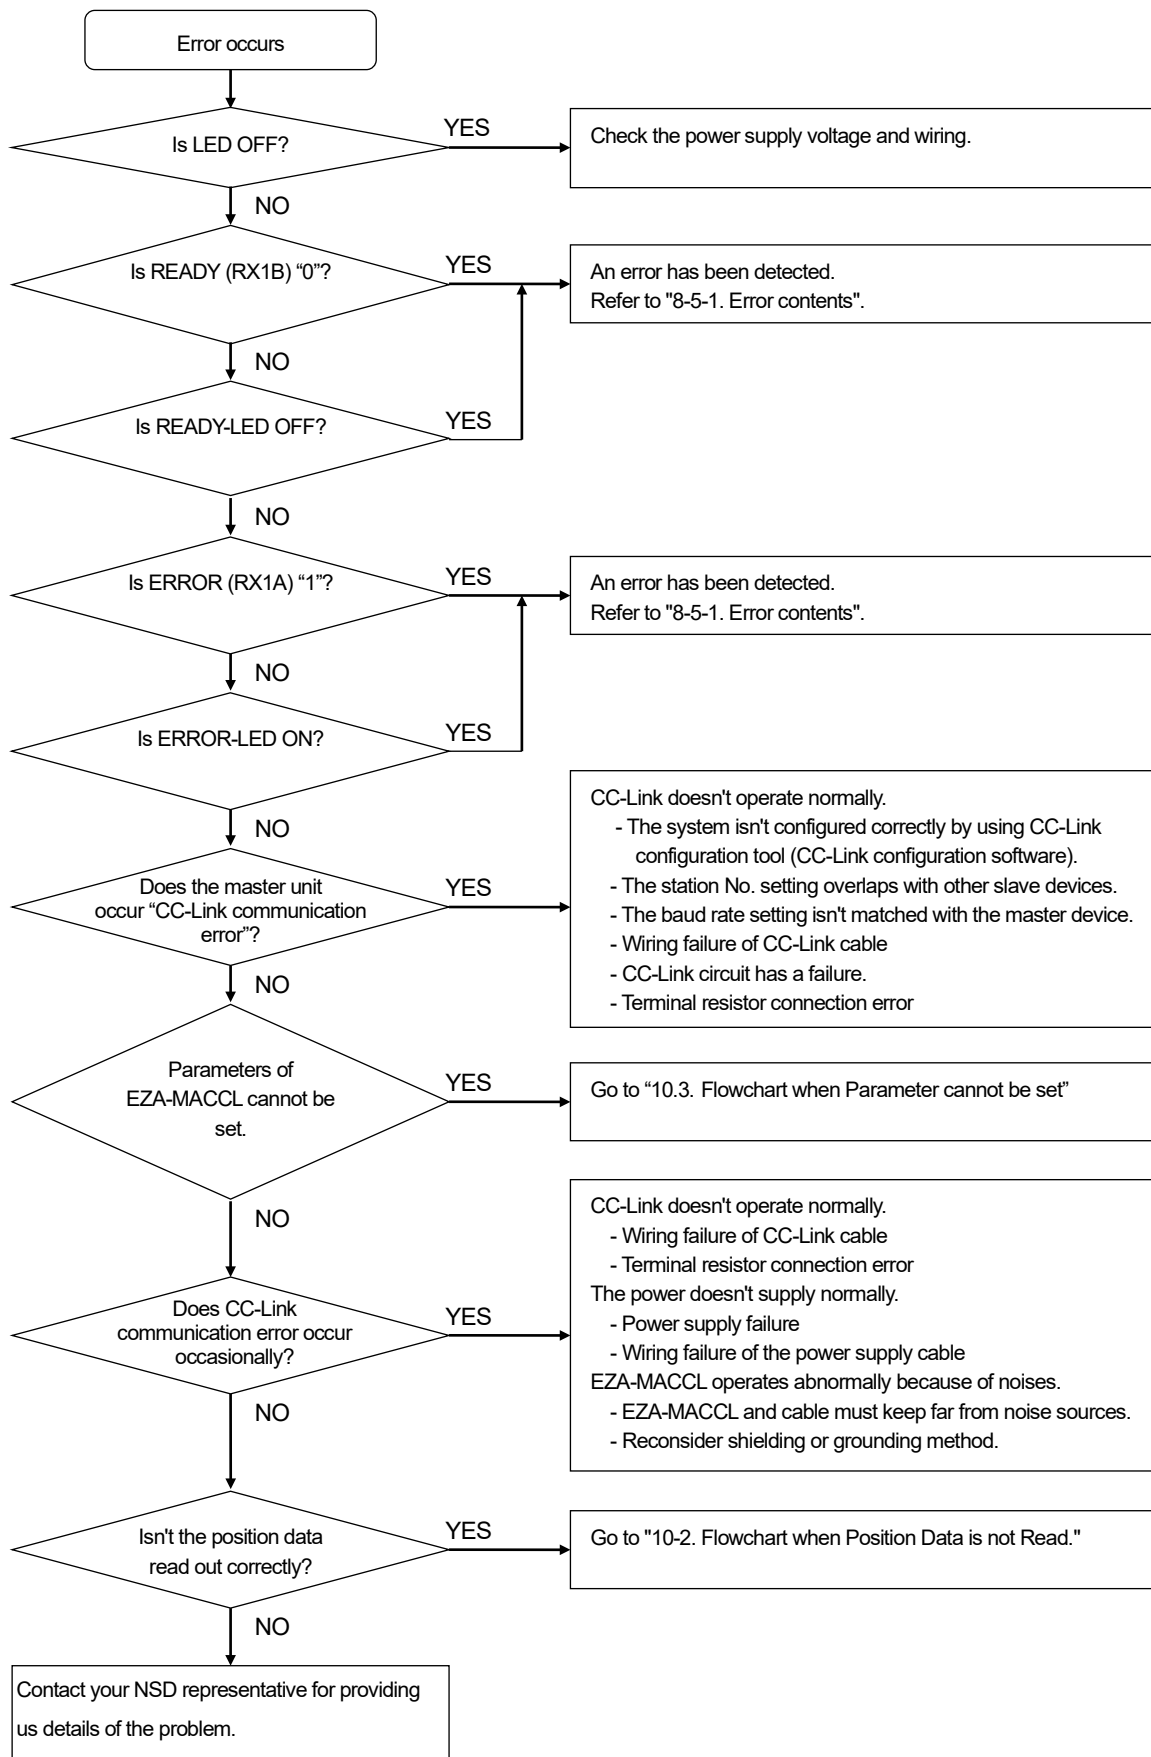 Error occurs
Is LED OFF?
YES
Check the power supply voltage and wiring.
NO
Is READY (RX1B) “0”?
YES
An error has been detected.
Refer to "8-5-1. Error contents".
NO
Is READY-LED OFF?
YES
NO
Is ERROR (RX1A) “1”?
YES
An error has been detected.
Refer to "8-5-1. Error contents".
NO
Is ERROR-LED ON?
YES
NO
Does the master unit
occur “CC-Link communication
error”?
YES
CC-Link doesn't operate normally.
- The system isn't configured correctly by using CC-Link
configuration tool (CC-Link configuration software).
- The station No. setting overlaps with other slave devices.
- The baud rate setting isn't matched with the master device.
- Wiring failure of CC-Link cable
- CC-Link circuit has a failure.
- Terminal resistor connection error
NO
Parameters of
EZA-MACCL cannot be
set.
YES
Go to “10.3. Flowchart when Parameter cannot be set”
NO
Does CC-Link
communication error occur
occasionally?
YES
CC-Link doesn't operate normally.
- Wiring failure of CC-Link cable
- Terminal resistor connection error
The power doesn't supply normally.
- Power supply failure
- Wiring failure of the power supply cable
EZA-MACCL operates abnormally because of noises.
- EZA-MACCL and cable must keep far from noise sources.
- Reconsider shielding or grounding method.
NO
Isn't the position data
read out correctly?
YES
Go to "10-2. Flowchart when Position Data is not Read."
NO
Contact your NSD representative for providing
us details of the problem.